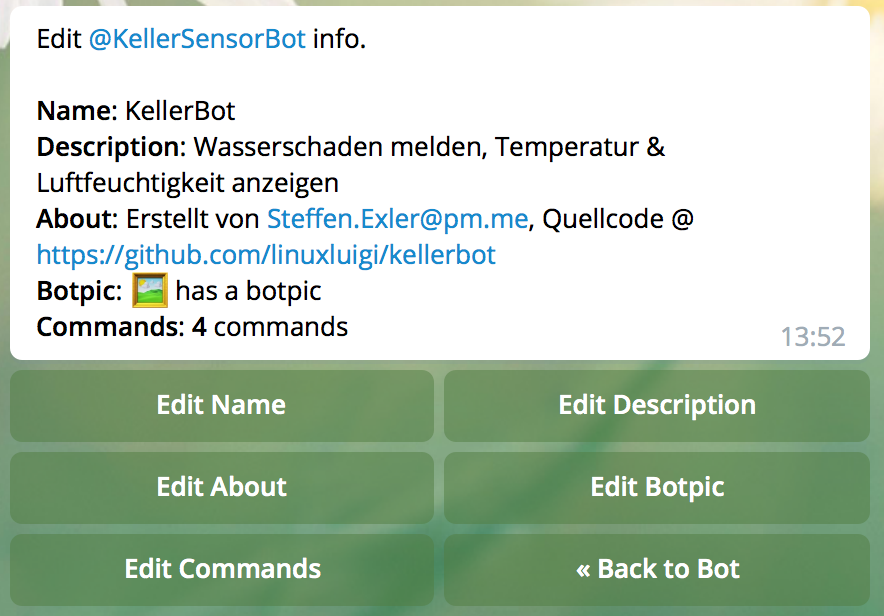 Edit @KellerSensorBot info.
Name: KellerBot
Description: Wasserschaden melden, Temperatur &
Luftfeuchtigkeit anzeigen
About: Erstellt von Steffen.Exler@pm.me, Quellcode @
https://github.com/linuxluigi/kellerbot
Botpic: 🖼 has a botpic
Commands: 4 commands
13:52
Edit Name
Edit Description
Edit About
Edit Botpic
Edit Commands
« Back to Bot